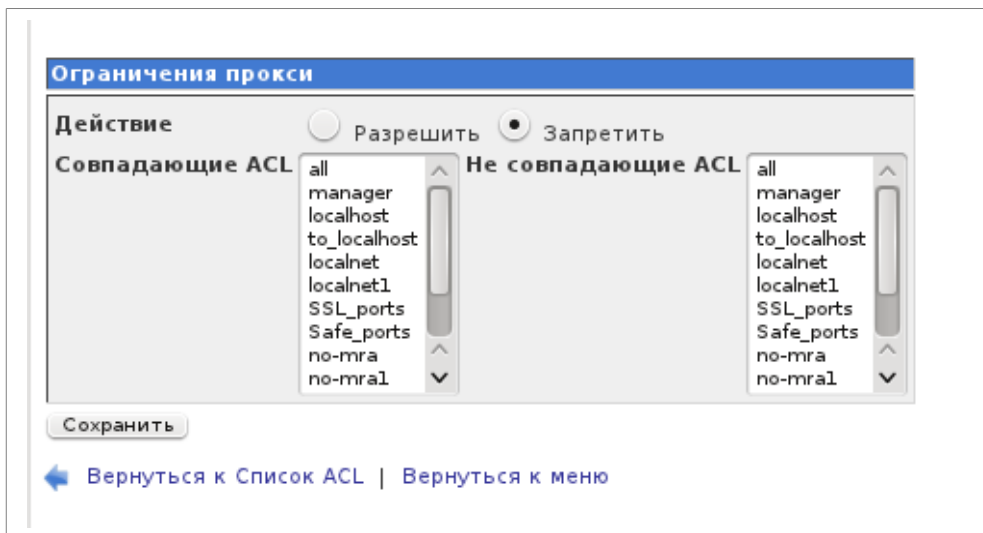 Ограничения прокси
Действие Разрешить Запретить
Совпадающие ACL Не совпадающие ACL
all all
manager manager
localhost localhost
to_localhost to_localhost
localnet localnet
localnet1 localnet1
SSL_ports SSL_ports
Safe_ports Safe_ports
no-mra no-mra
no-mra1 no-mra1
Сохранить
Вернуться к Список ACL | Вернуться к меню